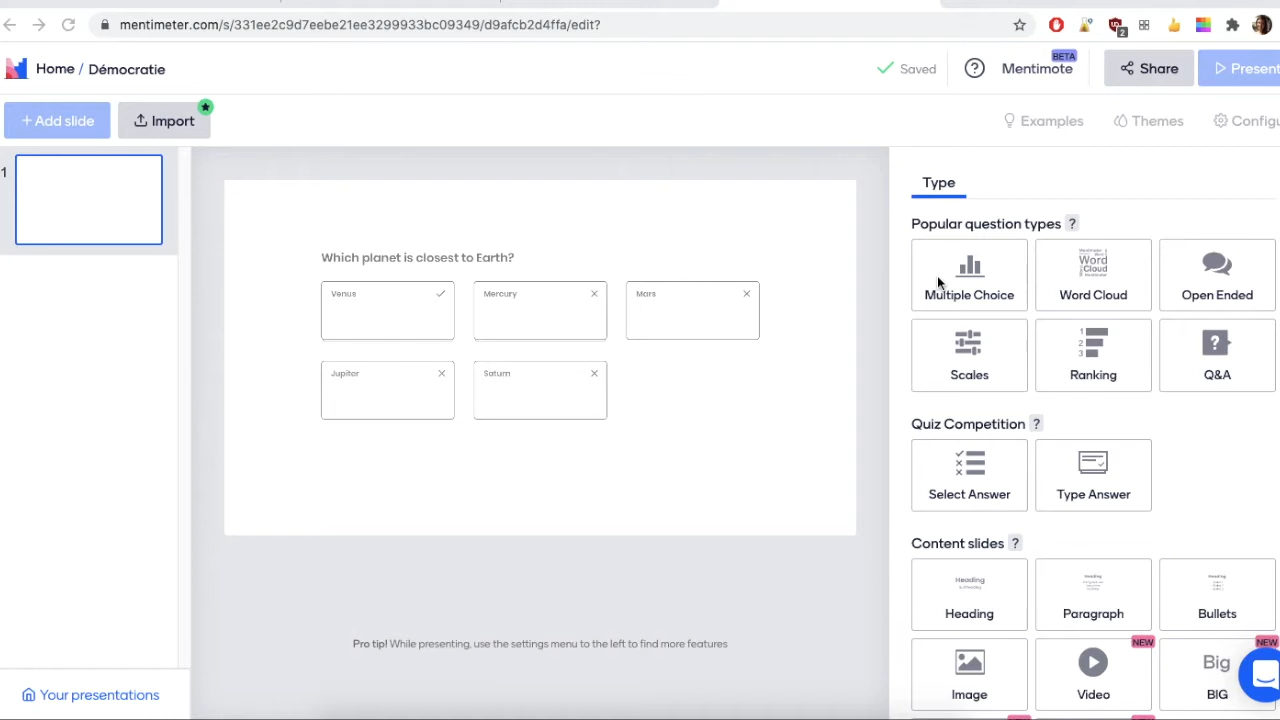 mentimeter.com/s/331ee2c9d7eebe21ee3299933bc09349/d9afcb2d4ffa/edit?
2
Home / Démocratie
Saved
Mentimote
BETA
Share
Present
+ Add slide
Import
Examples
Themes
Configu
1
Which planet is closest to Earth?
Venus
Mercury
Mars
Jupiter
Saturn
Pro tip! While presenting, use the settings menu to the left to find more features
Your presentations
Type
Popular question types ?
Multiple Choice
Word Cloud
Open Ended
Scales
Ranking
Q&A
Quiz Competition ?
Select Answer
Type Answer
Content slides ?
Heading
Heading
Paragraph
Heading
Bullets
Image
NEW
Video
NEW
Big
BIG